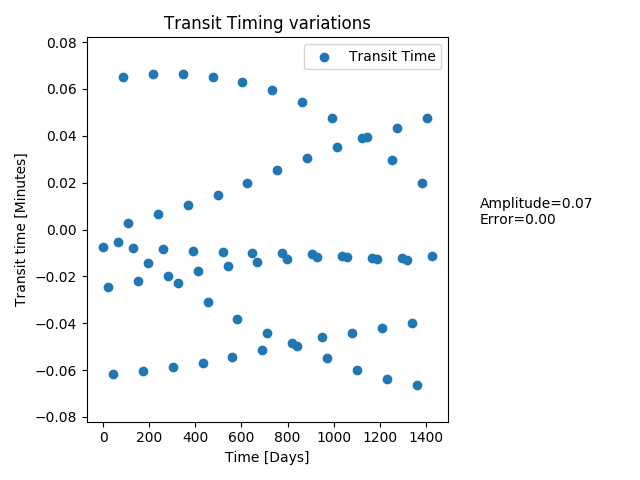 Transit Timing variations
0.08
0.06
0.04
0.02
0.00
−0.02
−0.04
−0.06
−0.08
Transit time [Minutes]
Transit Time
0
200
400
600
800
1000
1200
1400
Time [Days]
Amplitude=0.07
Error=0.00